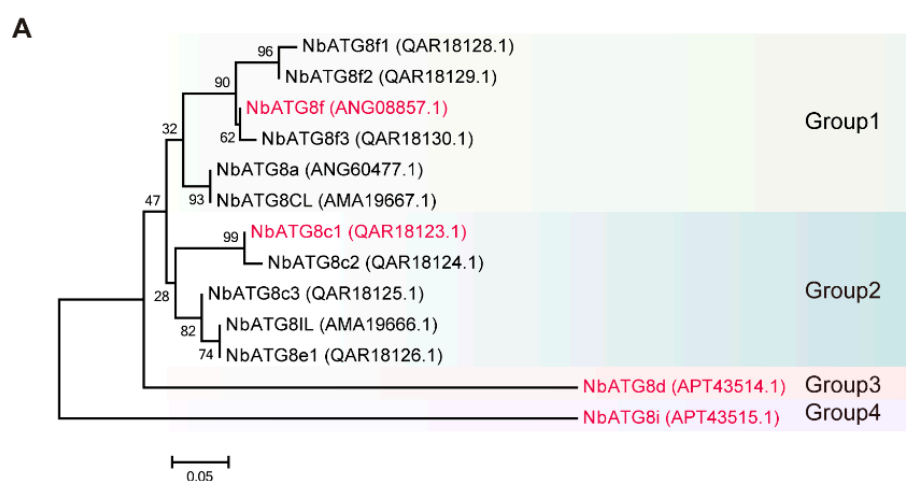 A
96
NbATG8f1 (QAR18128.1)
NbATG8f2 (QAR18129.1)
90
NbATG8f (ANG08857.1)
62
NbATG8f3 (QAR18130.1)
Group1
32
NbATG8a (ANG60477.1)
93
NbATG8CL (AMA19667.1)
47
NbATG8c1 (QAR18123.1)
99
NbATG8c2 (QAR18124.1)
28
NbATG8c3 (QAR18125.1)
Group2
82
NbATG8IL (AMA19666.1)
74
NbATG8e1 (QAR18126.1)
NbATG8d (APT43514.1)
Group3
NbATG8i (APT43515.1)
Group4
0.05